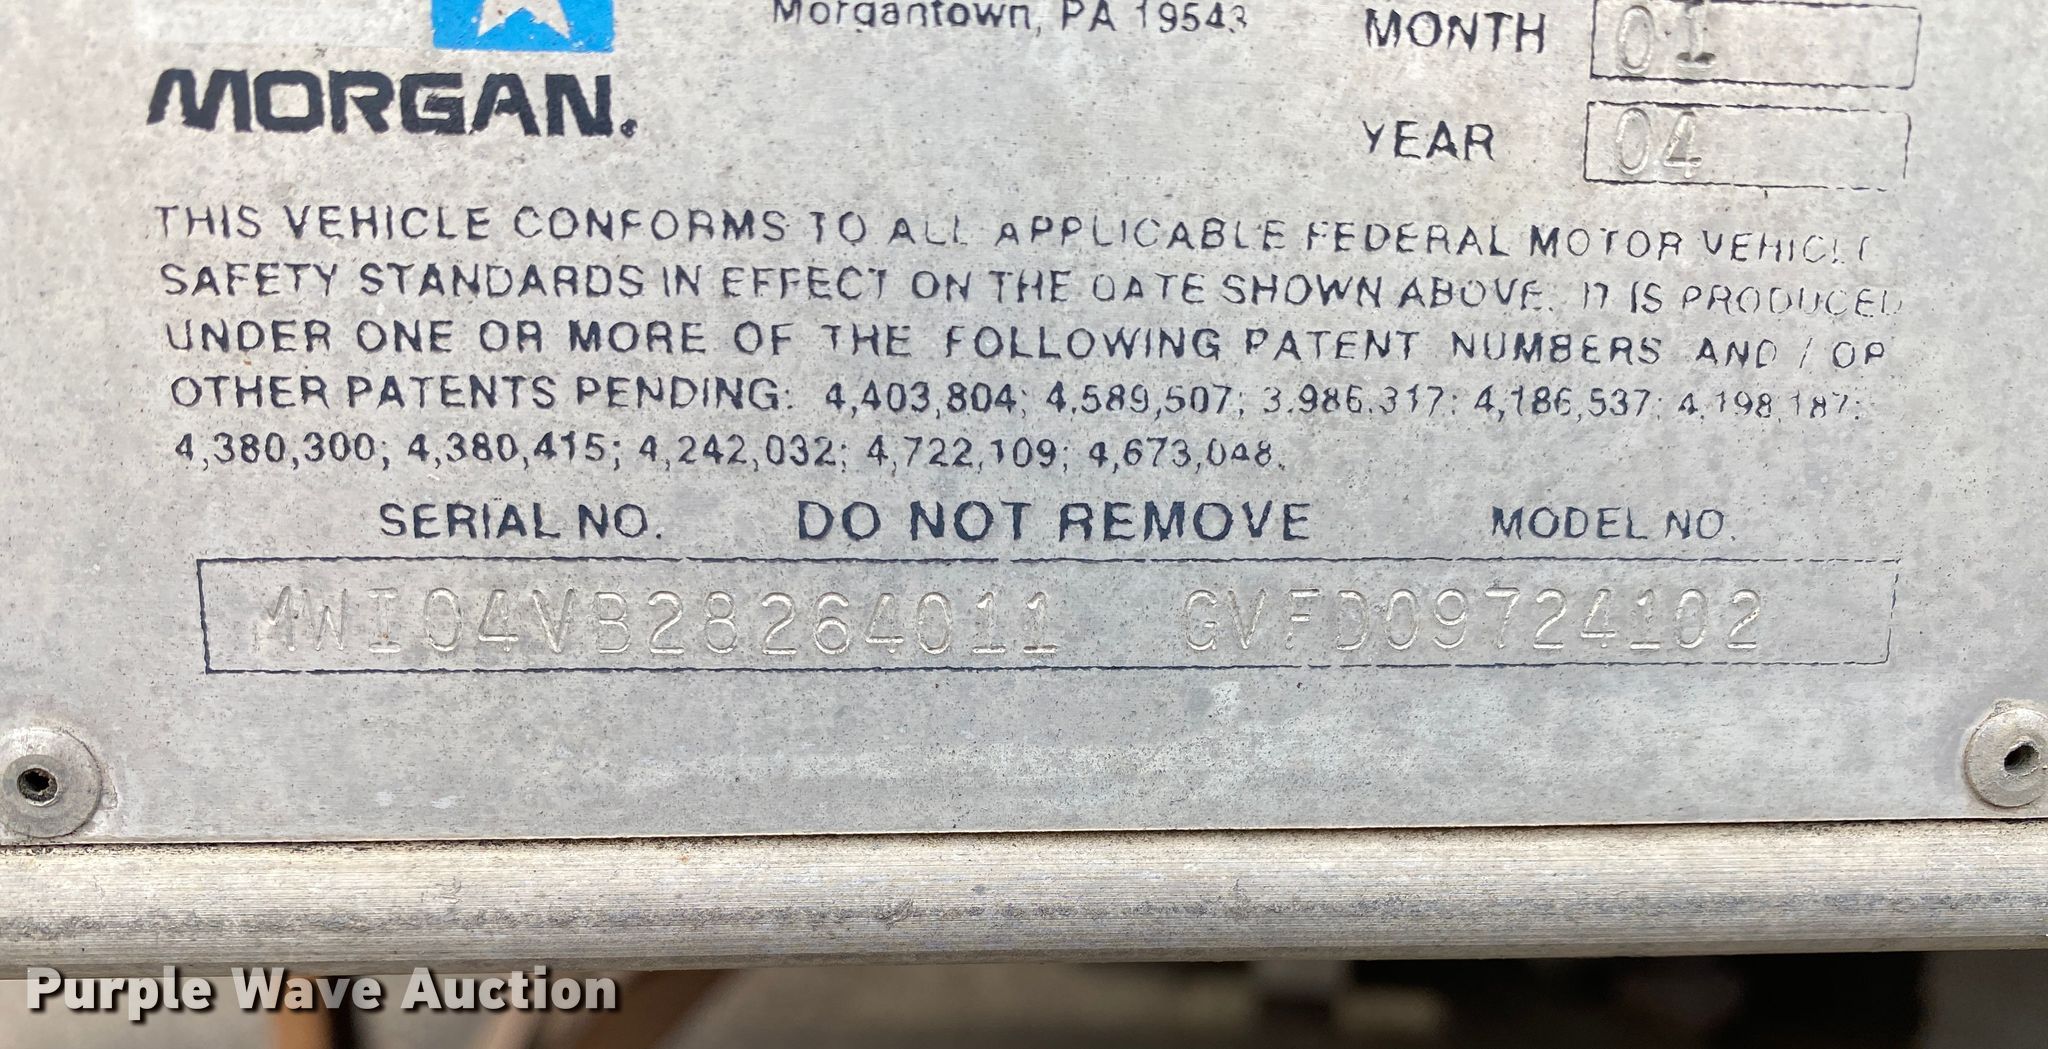 Morgantown, PA 19543
MONTH 01
MORGAN.
YEAR 04
THIS VEHICLE CONFORMS TO ALL APPLICABLE FEDERAL MOTOR VEHICLE
SAFETY STANDARDS IN EFFECT ON THE DATE SHOWN ABOVE. IT IS PRODUCED
UNDER ONE OR MORE OF THE FOLLOWING PATENT NUMBERS AND / OR
OTHER PATENTS PENDING: 4,403,804; 4,589,507; 3,986,317; 4,186,537; 4,198,187;
4,380,300; 4,380,415; 4,242,032; 4,722,109; 4,673,048.
SERIAL NO. DO NOT REMOVE MODEL NO.
MWI04VB28264011 GVFD09724102
Purple Wave Auction